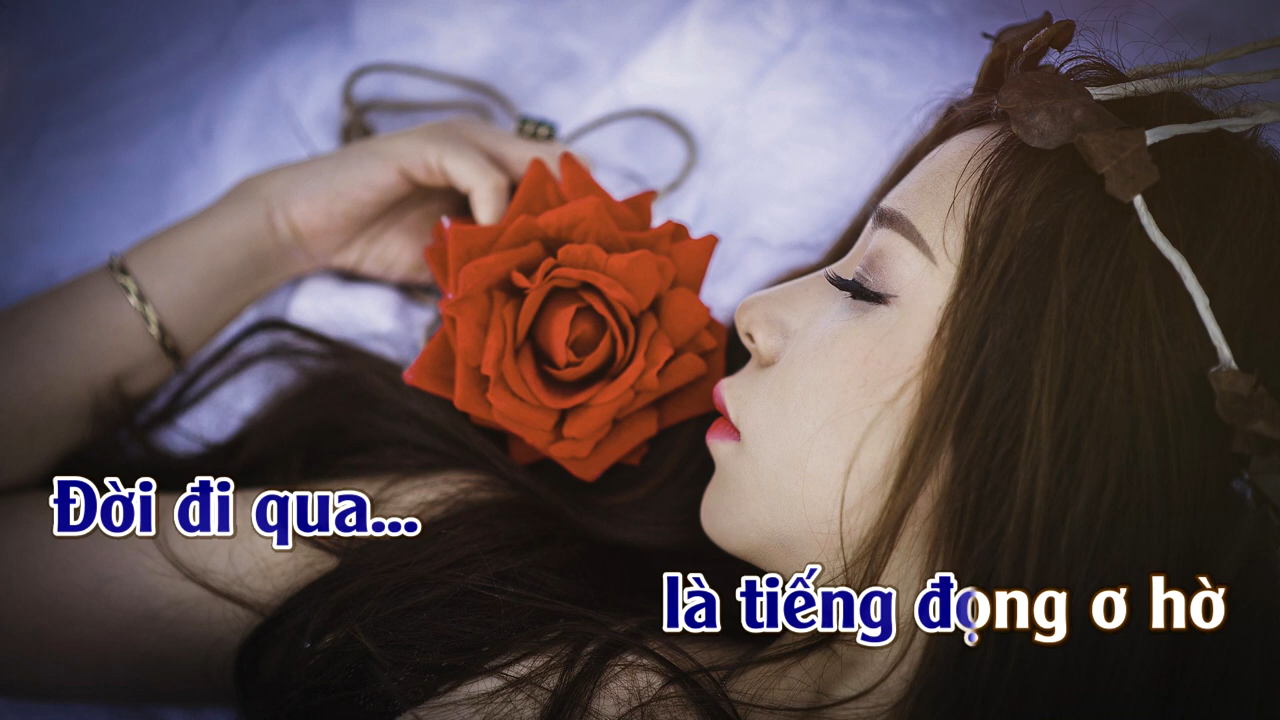 Đời đi qua...
là tiếng đọng ơ hờ